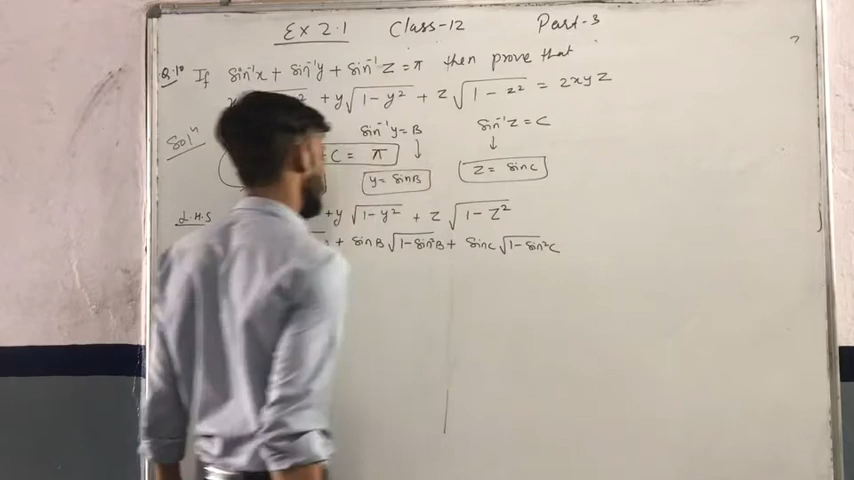 Ex 2.1 Class-12 Part-3
Q.10 If sin⁻¹x + sin⁻¹y + sin⁻¹z = π then prove that
+ y√1-y² + z√1-z² = 2xyz
Solⁿ sin⁻¹y = B sin⁻¹z = C
C = π ↓ ↓
y = sinB z = sinC
L.H.S + y√1-y² + z√1-z²
+ sinB√1-sin²B + sinC√1-sin²C